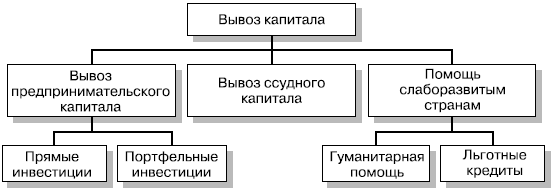 Вывоз капитала
Вывоз
предпринимательского
капитала
Вывоз ссудного
капитала
Помощь
слаборазвитым
странам
Прямые
инвестиции
Портфельные
инвестиции
Гуманитарная
помощь
Льготные
кредиты